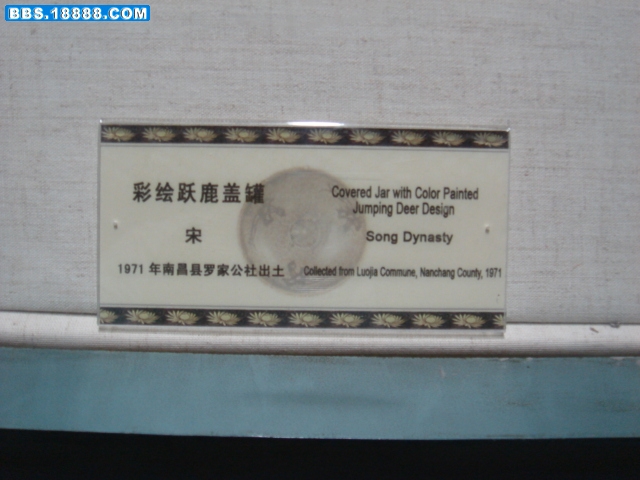 BBS.18888.COM
彩绘跃鹿盖罐
宋
1971年南昌县罗家公社出土
Covered Jar with Color Painted
Jumping Deer Design
Song Dynasty
Collected from Luojia Commune, Nanchang County, 1971